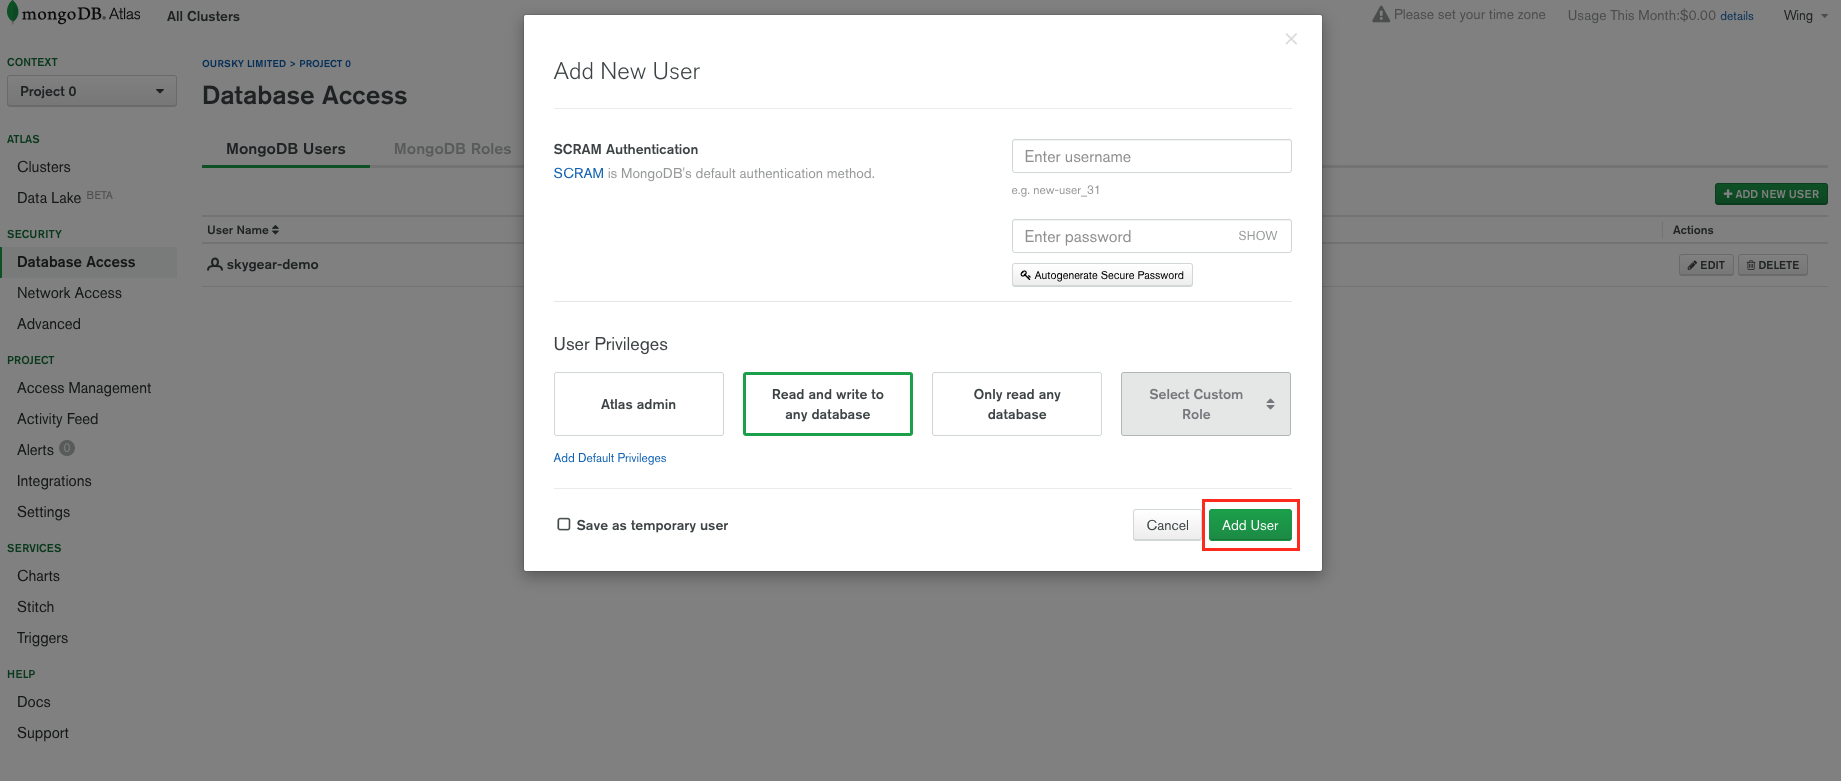 mongoDB. Atlas
All Clusters
Please set your time zone
Usage This Month:$0.00 details
Wing
CONTEXT
Project 0
ATLAS
Clusters
Data Lake BETA
SECURITY
Database Access
Network Access
Advanced
PROJECT
Access Management
Activity Feed
Alerts 0
Integrations
Settings
SERVICES
Charts
Stitch
Triggers
HELP
Docs
Support
OURSKY LIMITED > PROJECT 0
Database Access
MongoDB Users
MongoDB Roles
+ ADD NEW USER
User Name
Actions
skygear-demo
EDIT
DELETE
×
Add New User
SCRAM Authentication
SCRAM is MongoDB's default authentication method.
Enter username
e.g. new-user_31
Enter password SHOW
Autogenerate Secure Password
User Privileges
Atlas admin
Read and write to
any database
Only read any
database
Select Custom
Role
Add Default Privileges
Save as temporary user
Cancel
Add User